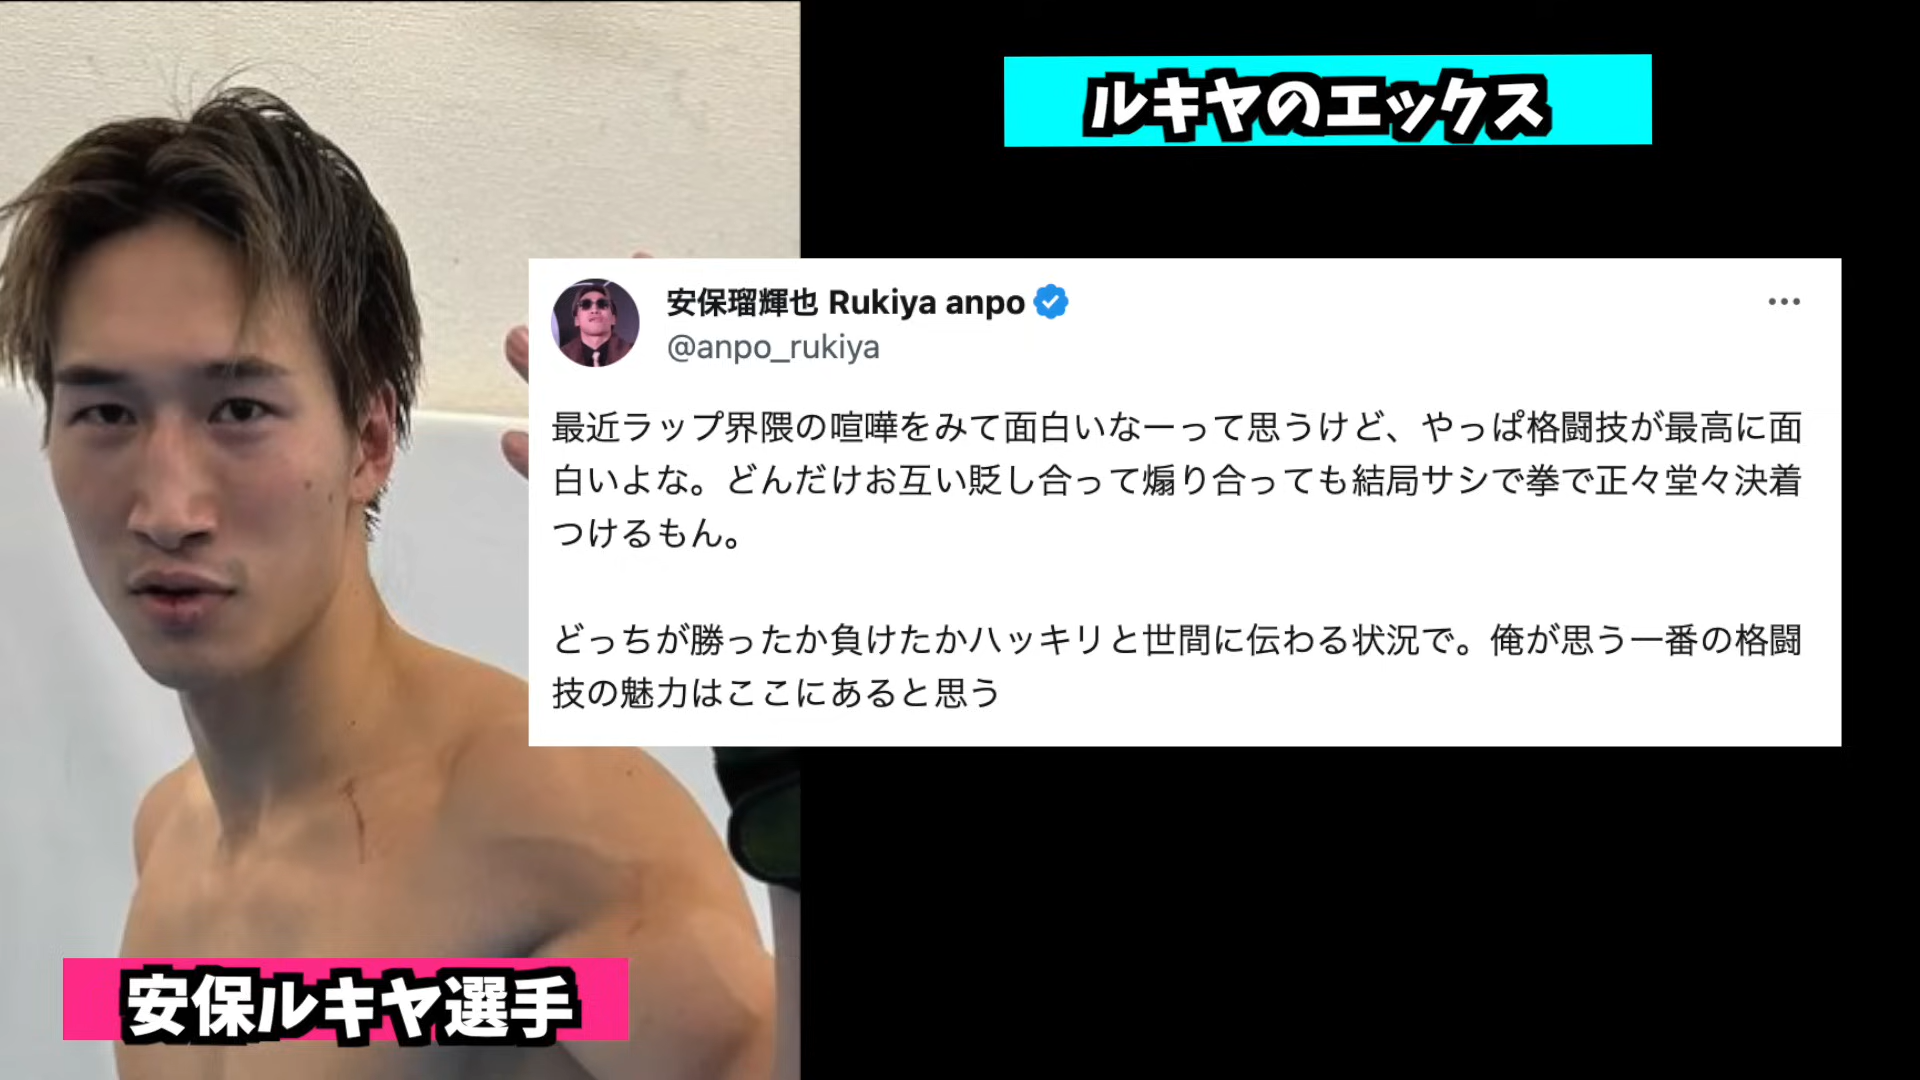 ルキヤのエックス
安保瑠輝也 Rukiya anpo
@anpo_rukiya
最近ラップ界隈の喧嘩をみて面白いなーって思うけど、やっぱ格闘技が最高に面
白いよな。どんだけお互い貶し合って煽り合っても結局サシで拳で正々堂々決着
つけるもん。
どっちが勝ったか負けたかハッキリと世間に伝わる状況で。俺が思う一番の格闘
技の魅力はここにあると思う
安保ルキヤ選手